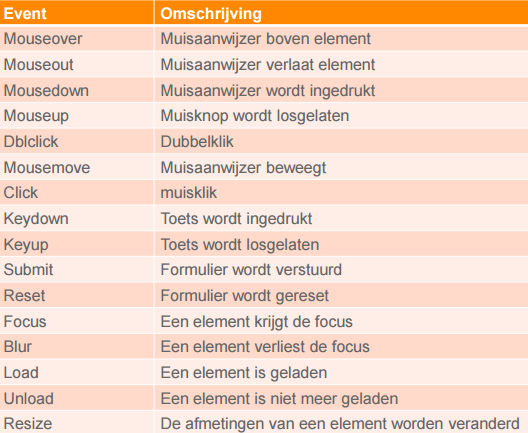 Event Omschrijving
Mouseover Muisaanwijzer boven element
Mouseout Muisaanwijzer verlaat element
Mousedown Muisaanwijzer wordt ingedrukt
Mouseup Muisknop wordt losgelaten
Dblclick Dubbelklik
Mousemove Muisaanwijzer beweegt
Click muisklik
Keydown Toets wordt ingedrukt
Keyup Toets wordt losgelaten
Submit Formulier wordt verstuurd
Reset Formulier wordt gereset
Focus Een element krijgt de focus
Blur Een element verliest de focus
Load Een element is geladen
Unload Een element is niet meer geladen
Resize De afmetingen van een element worden veranderd